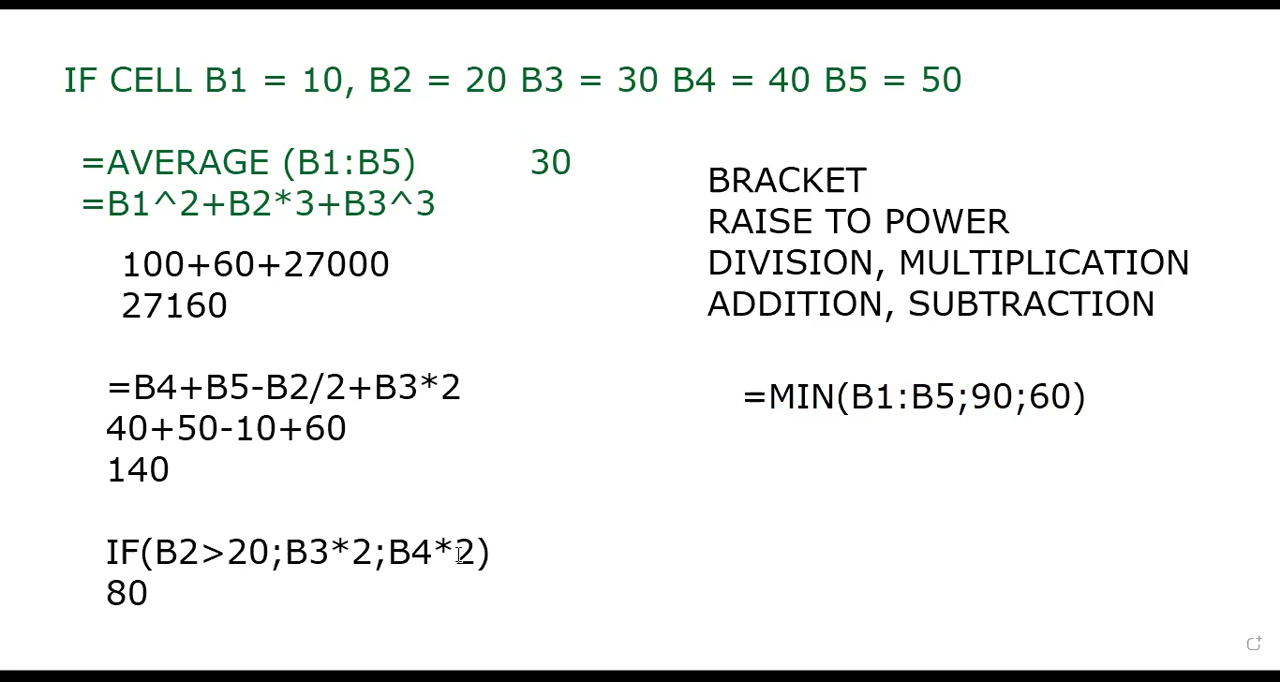 IF CELL B1 = 10, B2 = 20 B3 = 30 B4 = 40 B5 = 50
=AVERAGE (B1:B5) 30
=B1^2+B2*3+B3^3
100+60+27000
27160
=B4+B5-B2/2+B3*2
40+50-10+60
140
IF(B2>20;B3*2;B4*2)
80
BRACKET
RAISE TO POWER
DIVISION, MULTIPLICATION
ADDITION, SUBTRACTION
=MIN(B1:B5;90;60)